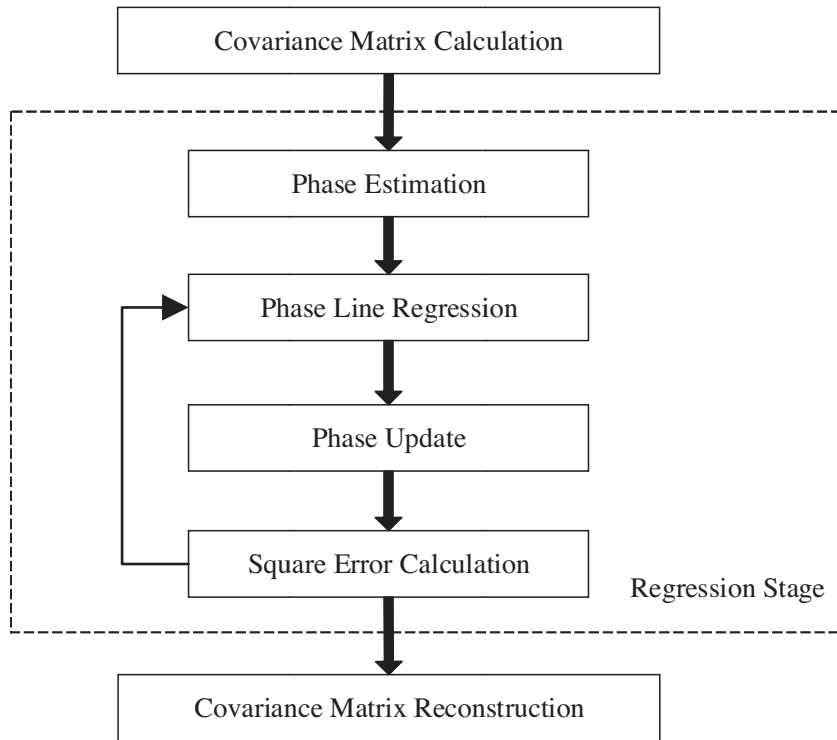 Covariance Matrix Calculation
Phase Estimation
Phase Line Regression
Phase Update
Square Error Calculation
Regression Stage
Covariance Matrix Reconstruction